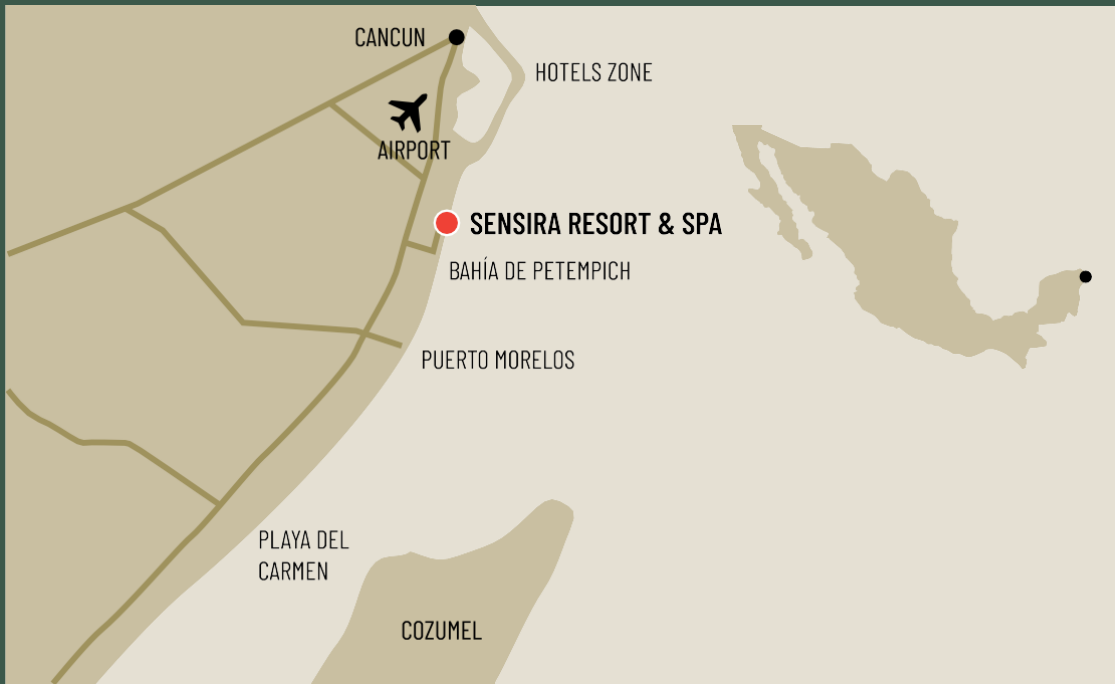 CANCUN
HOTELS ZONE
AIRPORT
SENSIRA RESORT & SPA
BAHÍA DE PETEMPICH
PUERTO MORELOS
PLAYA DEL
CARMEN
COZUMEL